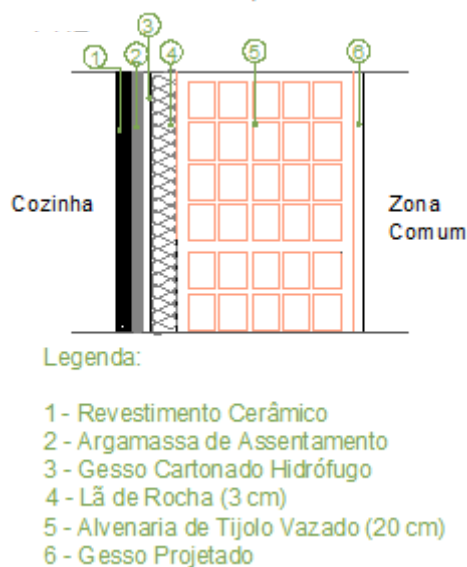 3
1 2 4 5 6
Cozinha
Zona
Comum
Legenda:
1 - Revestimento Cerâmico
2 - Argamassa de Assentamento
3 - Gesso Cartonado Hidrófugo
4 - Lã de Rocha (3 cm)
5 - Alvenaria de Tijolo Vazado (20 cm)
6 - Gesso Projetado